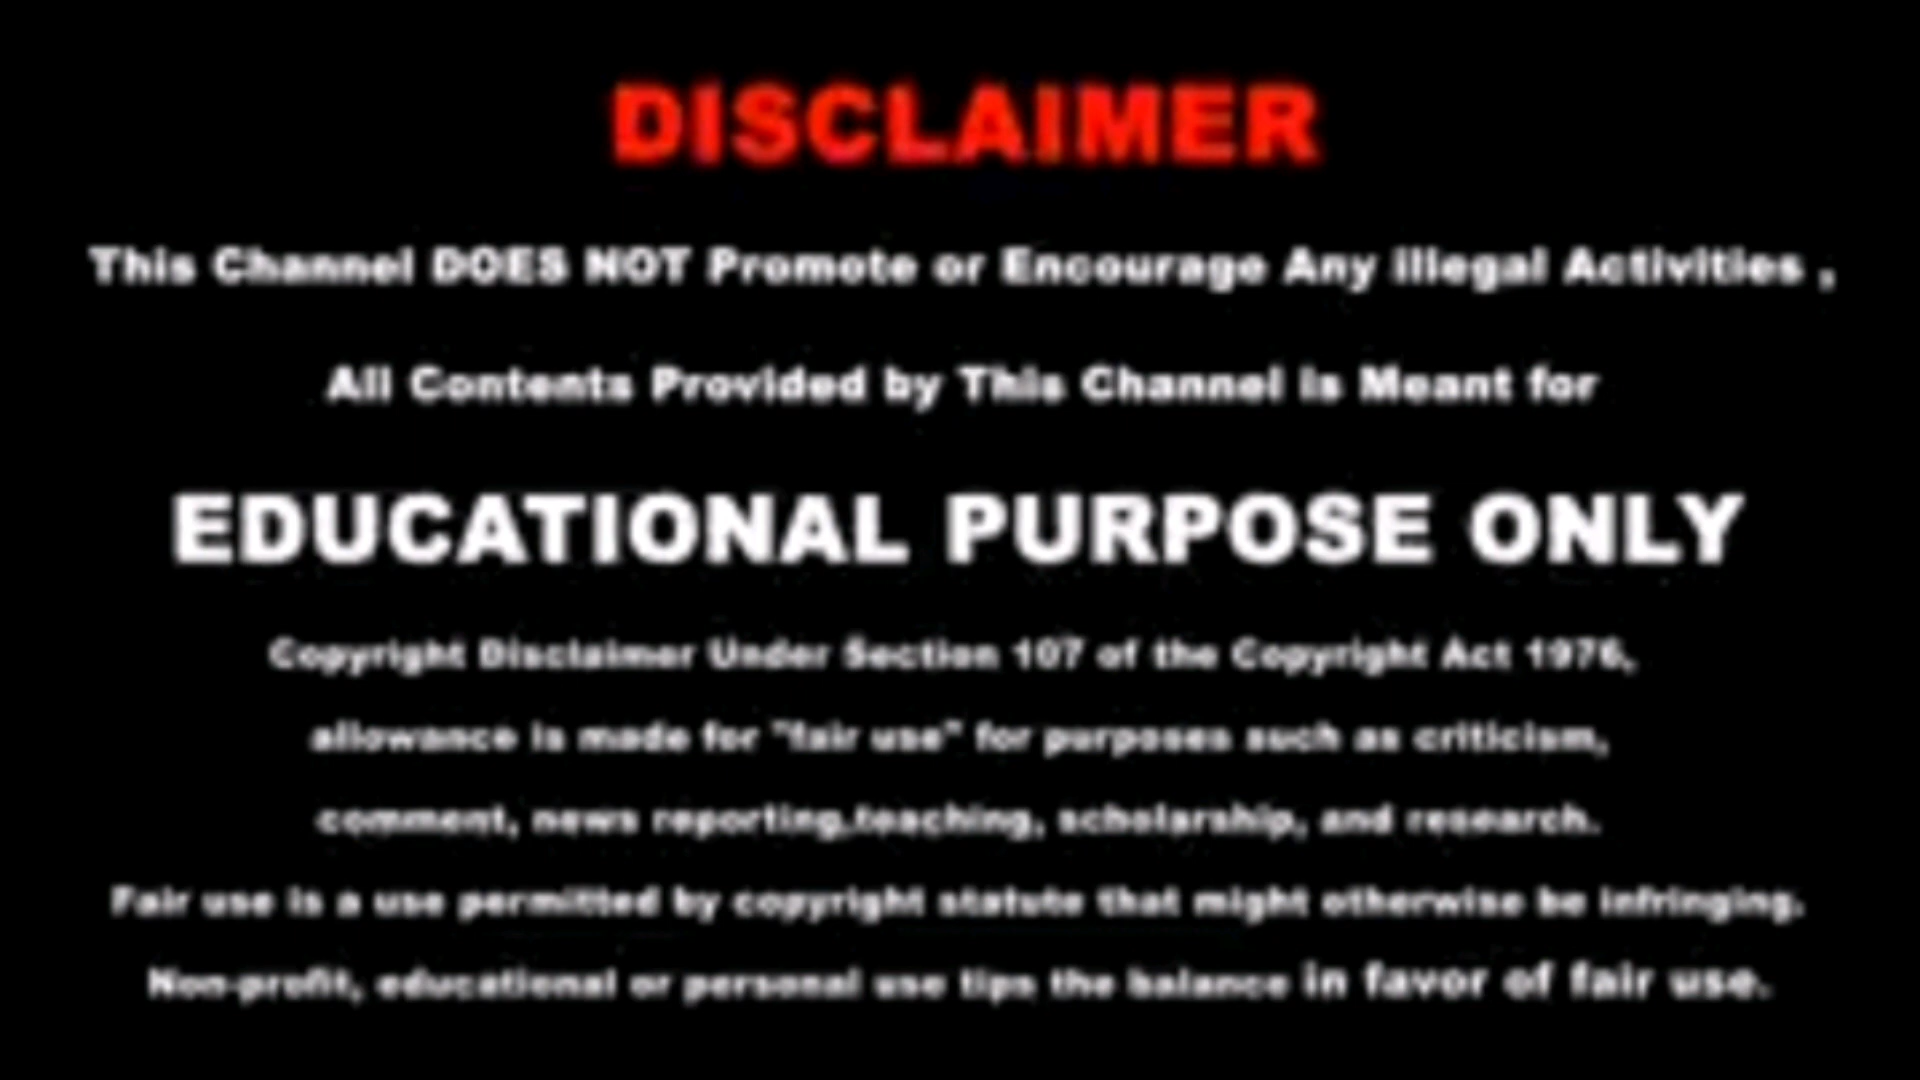 DISCLAIMER
This Channel DOES NOT Promote or Encourage Any illegal Activities ,
All Contents Provided by This Channel is Meant for
EDUCATIONAL PURPOSE ONLY
Copyright Disclaimer Under Section 107 of the Copyright Act 1976,
allowance is made for "fair use" for purposes such as criticism,
comment, news reporting,teaching, scholarship, and research.
Fair use is a use permitted by copyright statute that might otherwise be infringing.
Non-profit, educational or personal use tips the balance in favor of fair use.